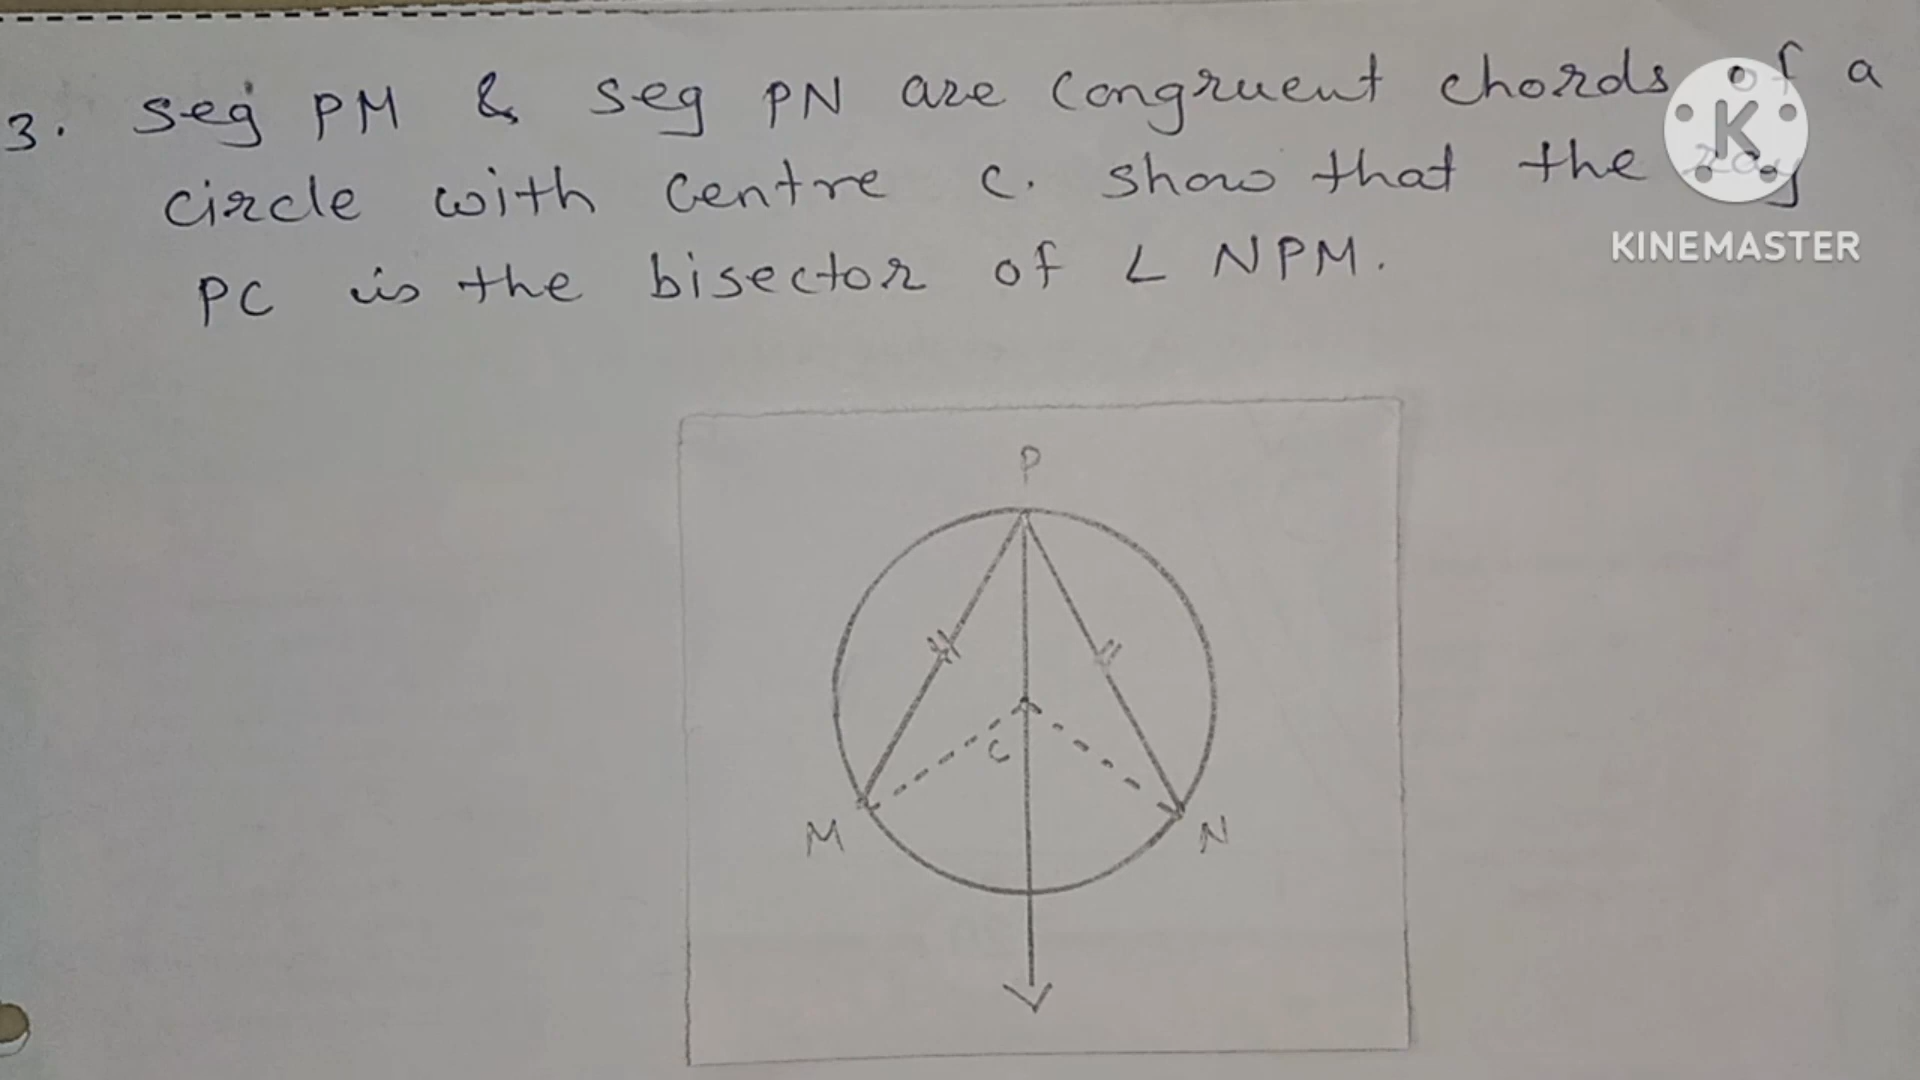 3. seg PM & seg PN are congruent chords of a
circle with centre C. show that the ray
PC is the bisector of ∠ NPM.
K
KINEMASTER
P
C
M
N